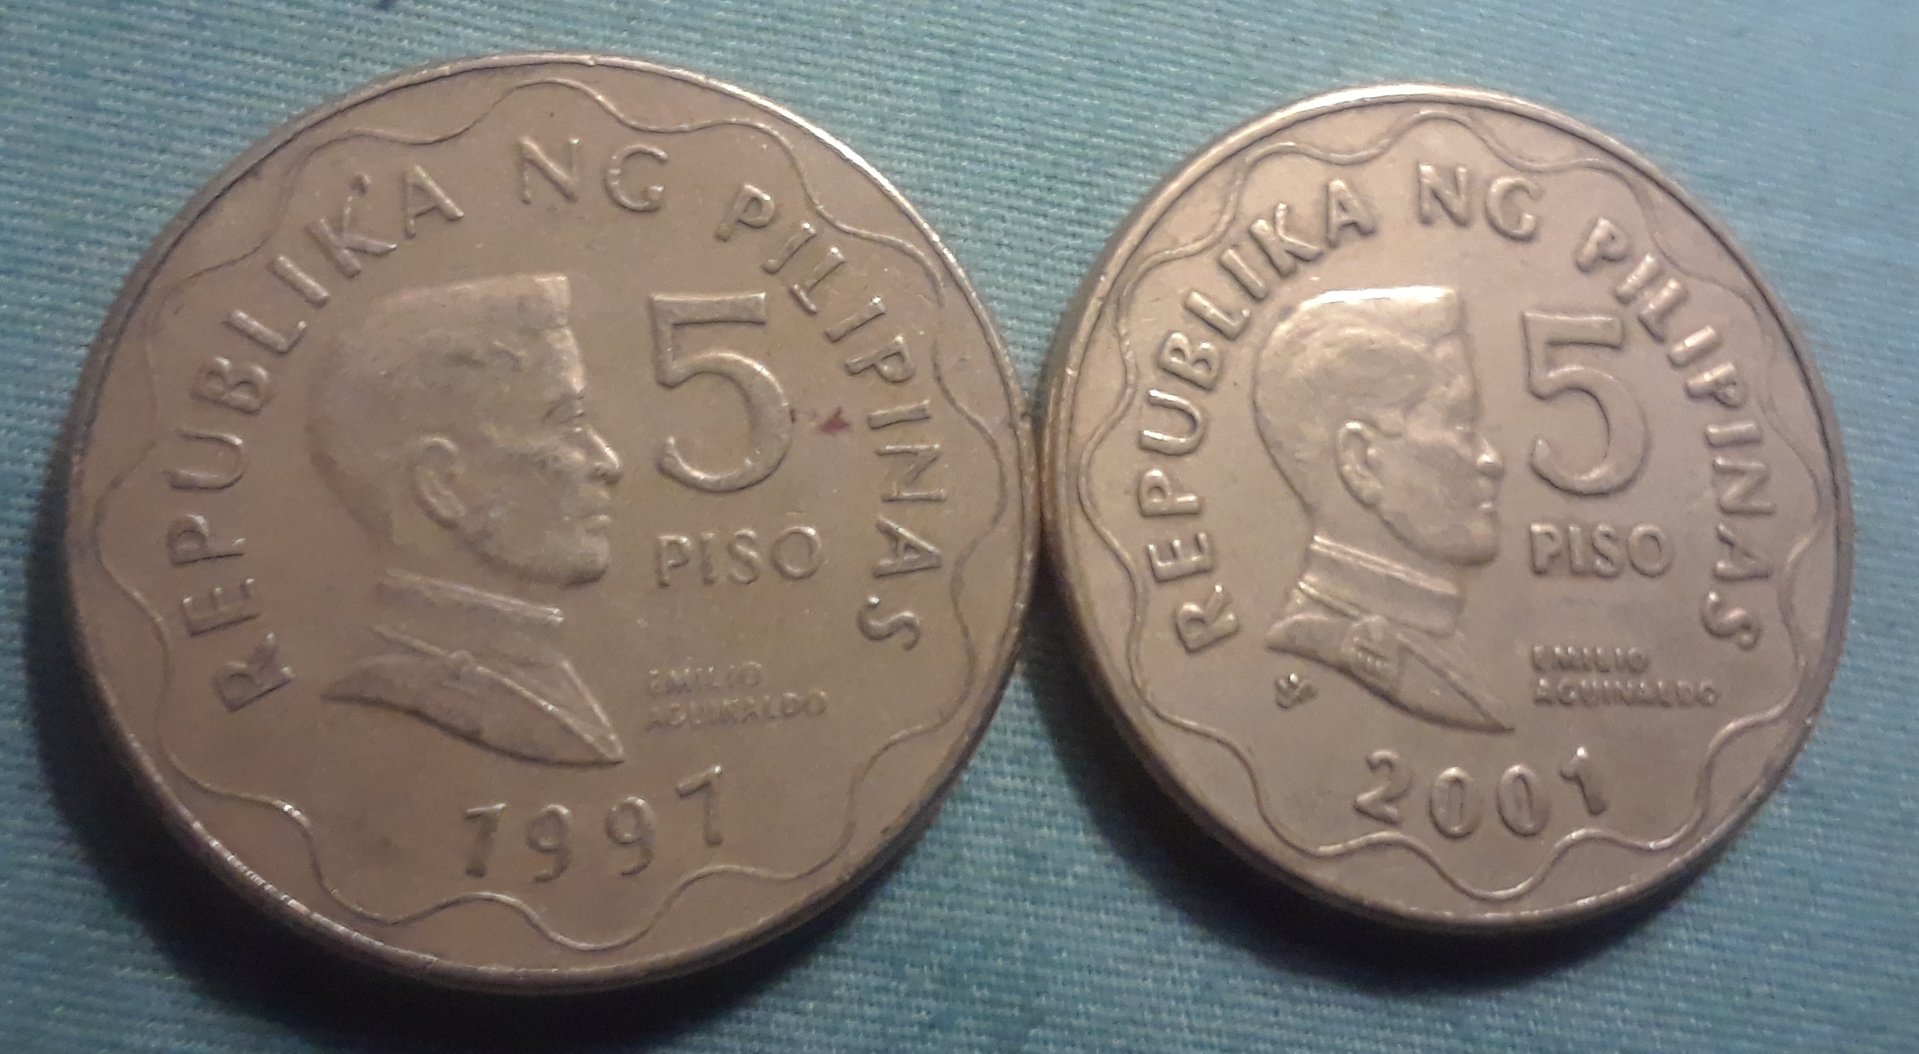 REPUBLIKA NG PILIPINAS
5
PISO
EMILIO
AGUINALDO
1997
REPUBLIKA NG PILIPINAS
5
PISO
EMILIO
AGUINALDO
2001